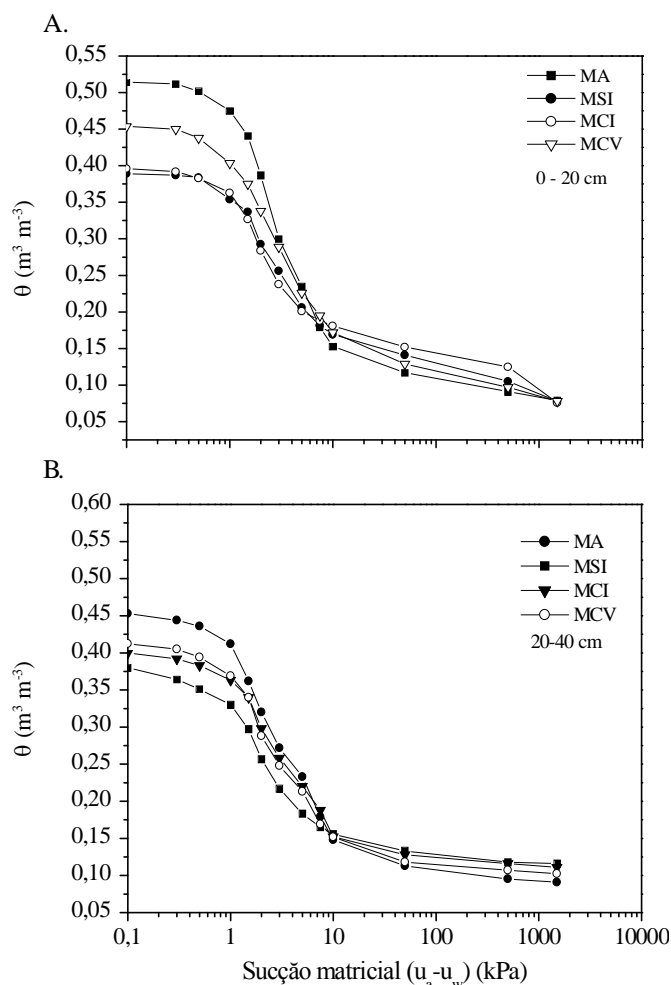 A.
0,55
0,50
0,45
0,40
0,35
0,30
0,25
0,20
0,15
0,10
0,05
θ (m³ m⁻³)
MA
MSI
MCI
MCV
0 - 20 cm
B.
0,60
0,55
0,50
0,45
0,40
0,35
0,30
0,25
0,20
0,15
0,10
0,05
θ (m³ m⁻³)
MA
MSI
MCI
MCV
20-40 cm
0,1 1 10 100 1000 10000
Sucção matricial (uₐ-u_w) (kPa)